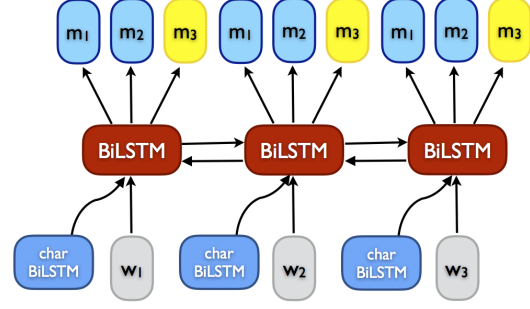 m1 m2 m3 m1 m2 m3 m1 m2 m3
BiLSTM BiLSTM BiLSTM
char
BiLSTM
w1
char
BiLSTM
w2
char
BiLSTM
w3